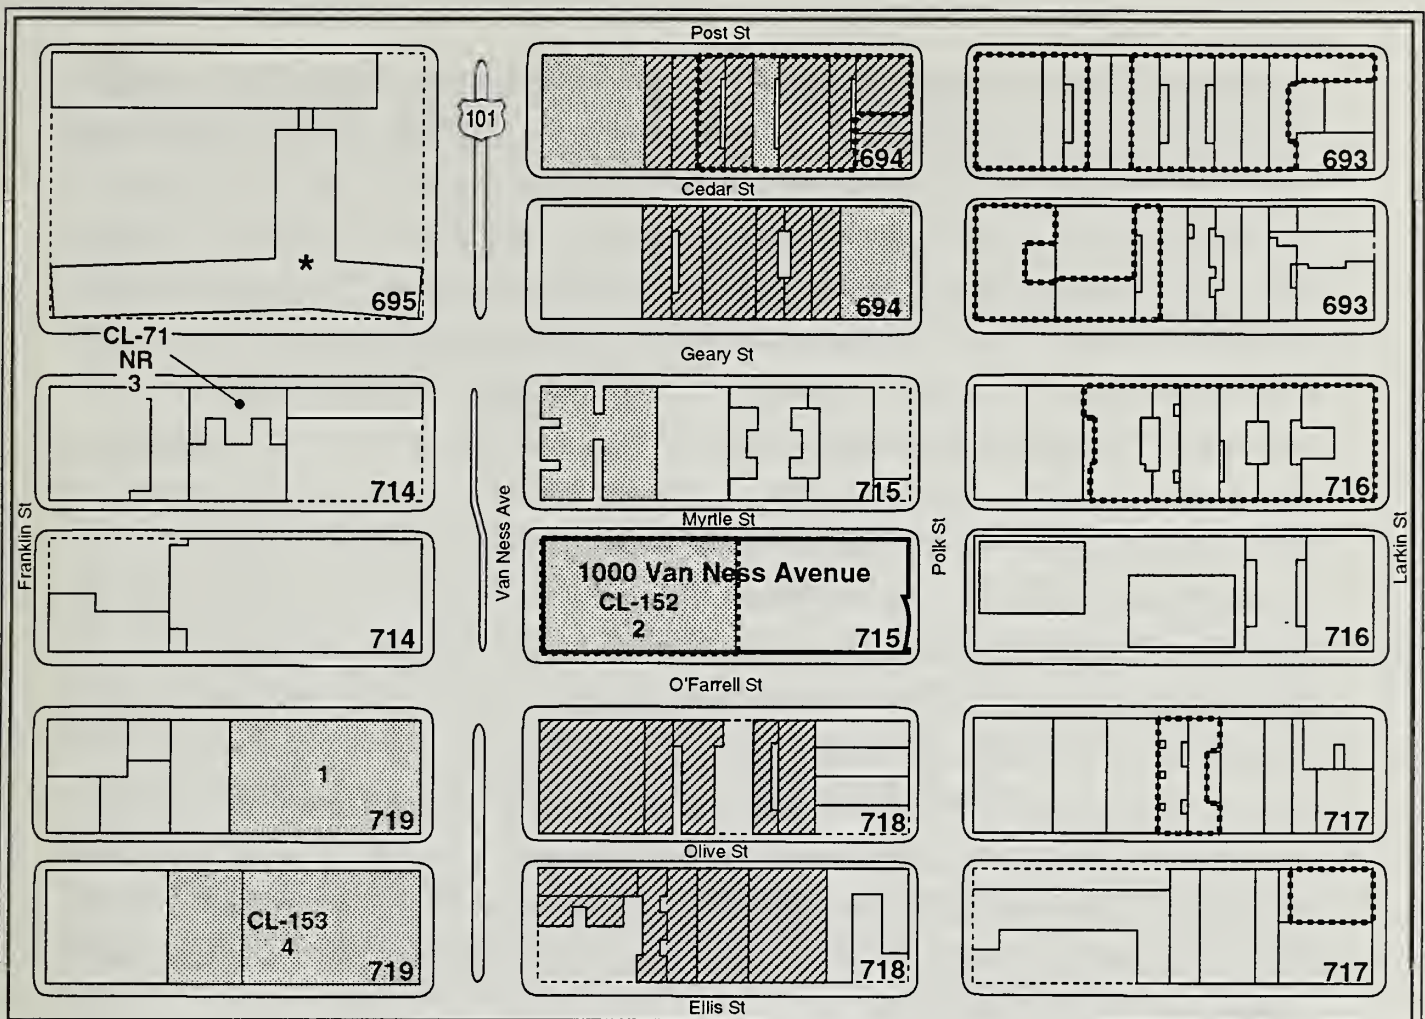 Post St
101
694
693
Cedar St
*
695
694
693
CL-71
NR
3
Geary St
714
715
716
Franklin St
Van Ness Ave
Myrtle St
Polk St
Larkin St
1000 Van Ness Avenue
CL-152
2
714
715
716
O'Farrell St
1
719
718
717
Olive St
CL-153
4
719
718
717
Ellis St